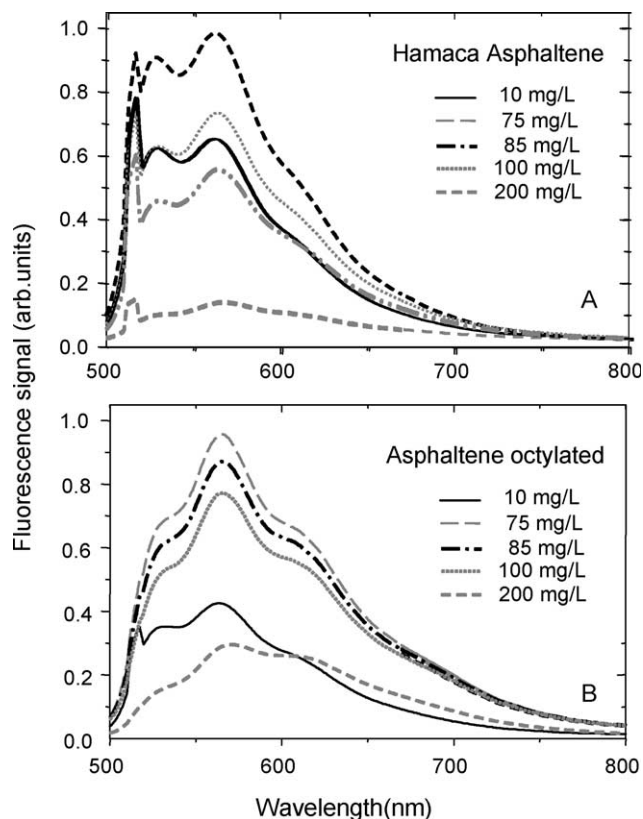 Fluorescence signal (arb.units)
Hamaca Asphaltene
10 mg/L
75 mg/L
85 mg/L
100 mg/L
200 mg/L
A
1.0
0.8
0.6
0.4
0.2
0.0
500 600 700 800
Asphaltene octylated
10 mg/L
75 mg/L
85 mg/L
100 mg/L
200 mg/L
B
1.0
0.8
0.6
0.4
0.2
0.0
500 600 700 800
Wavelength(nm)